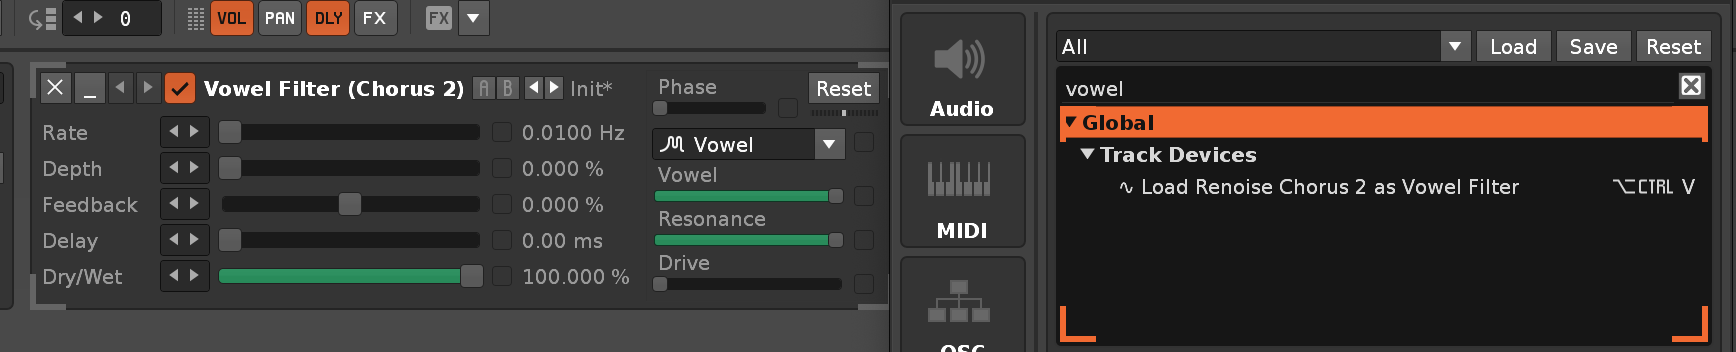 0 VOL PAN DLY FX FX
Vowel Filter (Chorus 2) A B Init*
Rate 0.0100 Hz
Depth 0.000 %
Feedback 0.000 %
Delay 0.00 ms
Dry/Wet 100.000 %
Phase Reset
Vowel
Vowel
Resonance
Drive
Audio
MIDI
OSC
All Load Save Reset
vowel
Global
Track Devices
∿ Load Renoise Chorus 2 as Vowel Filter ⌥CTRL V